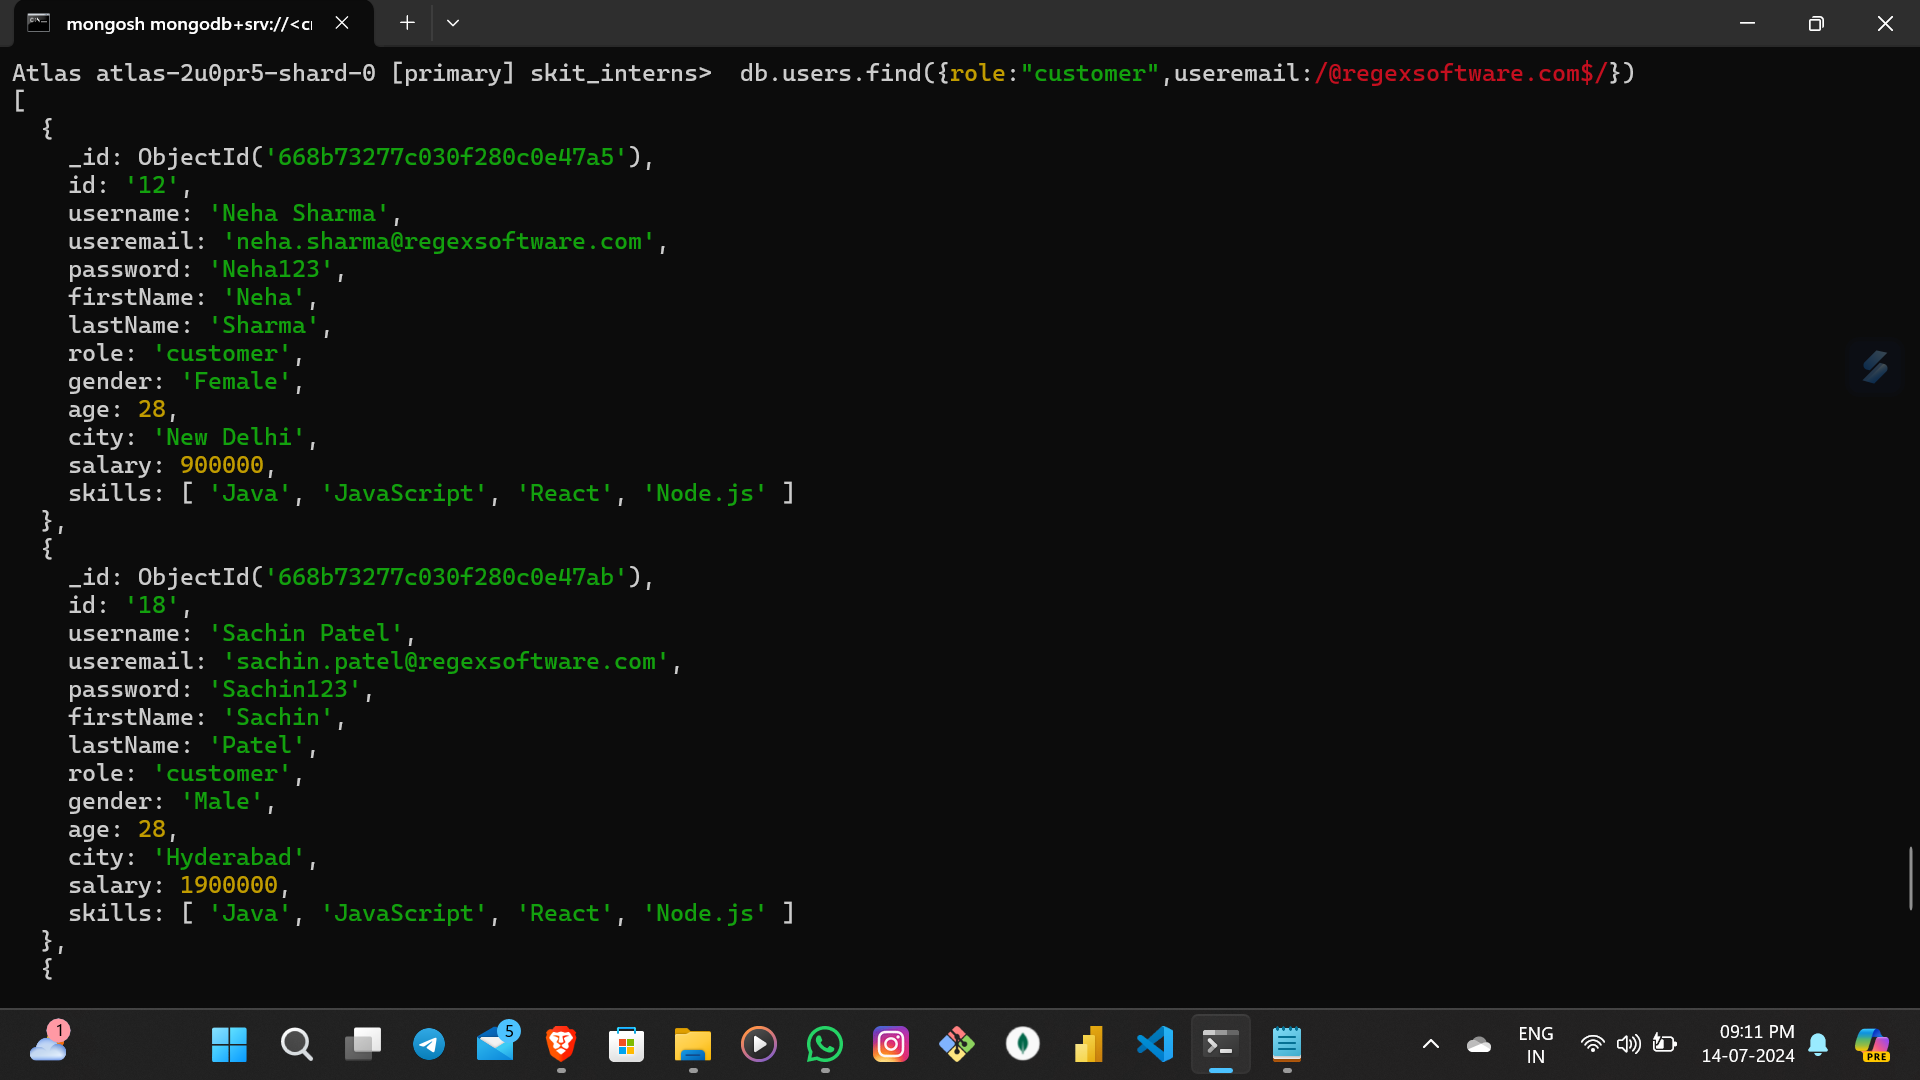 mongosh mongodb+srv://<cr
Atlas atlas-2u0pr5-shard-0 [primary] skit_interns>  db.users.find({role:"customer",useremail:/@regexsoftware.com$/})
[
  {
    _id: ObjectId('668b73277c030f280c0e47a5'),
    id: '12',
    username: 'Neha Sharma',
    useremail: 'neha.sharma@regexsoftware.com',
    password: 'Neha123',
    firstName: 'Neha',
    lastName: 'Sharma',
    role: 'customer',
    gender: 'Female',
    age: 28,
    city: 'New Delhi',
    salary: 900000,
    skills: [ 'Java', 'JavaScript', 'React', 'Node.js' ]
  },
  {
    _id: ObjectId('668b73277c030f280c0e47ab'),
    id: '18',
    username: 'Sachin Patel',
    useremail: 'sachin.patel@regexsoftware.com',
    password: 'Sachin123',
    firstName: 'Sachin',
    lastName: 'Patel',
    role: 'customer',
    gender: 'Male',
    age: 28,
    city: 'Hyderabad',
    salary: 1900000,
    skills: [ 'Java', 'JavaScript', 'React', 'Node.js' ]
  },
  {
1
5
ENG
IN
09:11 PM
14-07-2024
PRE